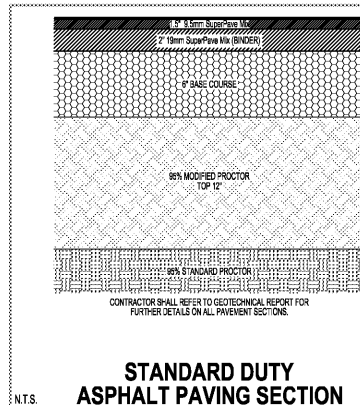 1.5" 9.5mm SuperPave Mix
2" 19mm SuperPave Mix (BINDER)
6" BASE COURSE
95% MODIFIED PROCTOR
TOP 12"
95% STANDARD PROCTOR
CONTRACTOR SHALL REFER TO GEOTECHNICAL REPORT FOR
FURTHER DETAILS ON ALL PAVEMENT SECTIONS.
STANDARD DUTY
N.T.S. ASPHALT PAVING SECTION